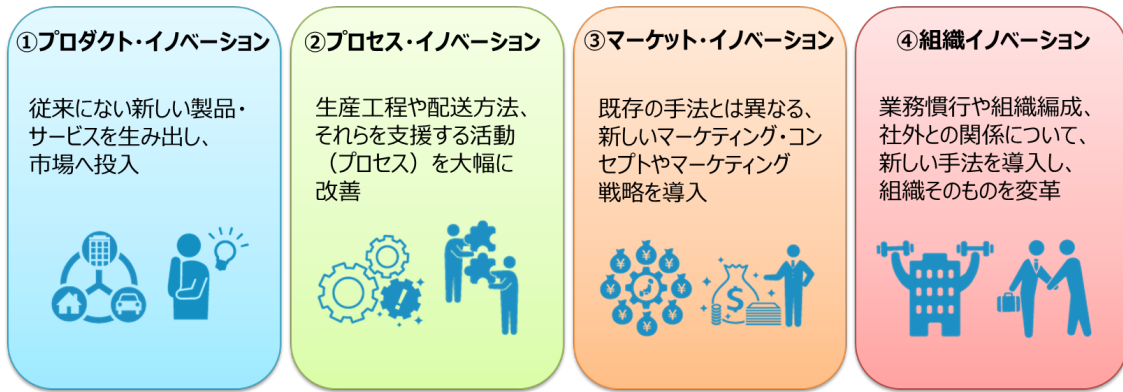 ①プロダクト・イノベーション
従来にない新しい製品・
サービスを生み出し、
市場へ投入
②プロセス・イノベーション
生産工程や配送方法、
それらを支援する活動
（プロセス）を大幅に
改善
③マーケット・イノベーション
既存の手法とは異なる、
新しいマーケティング・コン
セプトやマーケティング
戦略を導入
¥
¥
¥
¥
¥
¥
¥
¥
$
④組織イノベーション
業務慣行や組織編成、
社外との関係について、
新しい手法を導入し、
組織そのものを変革